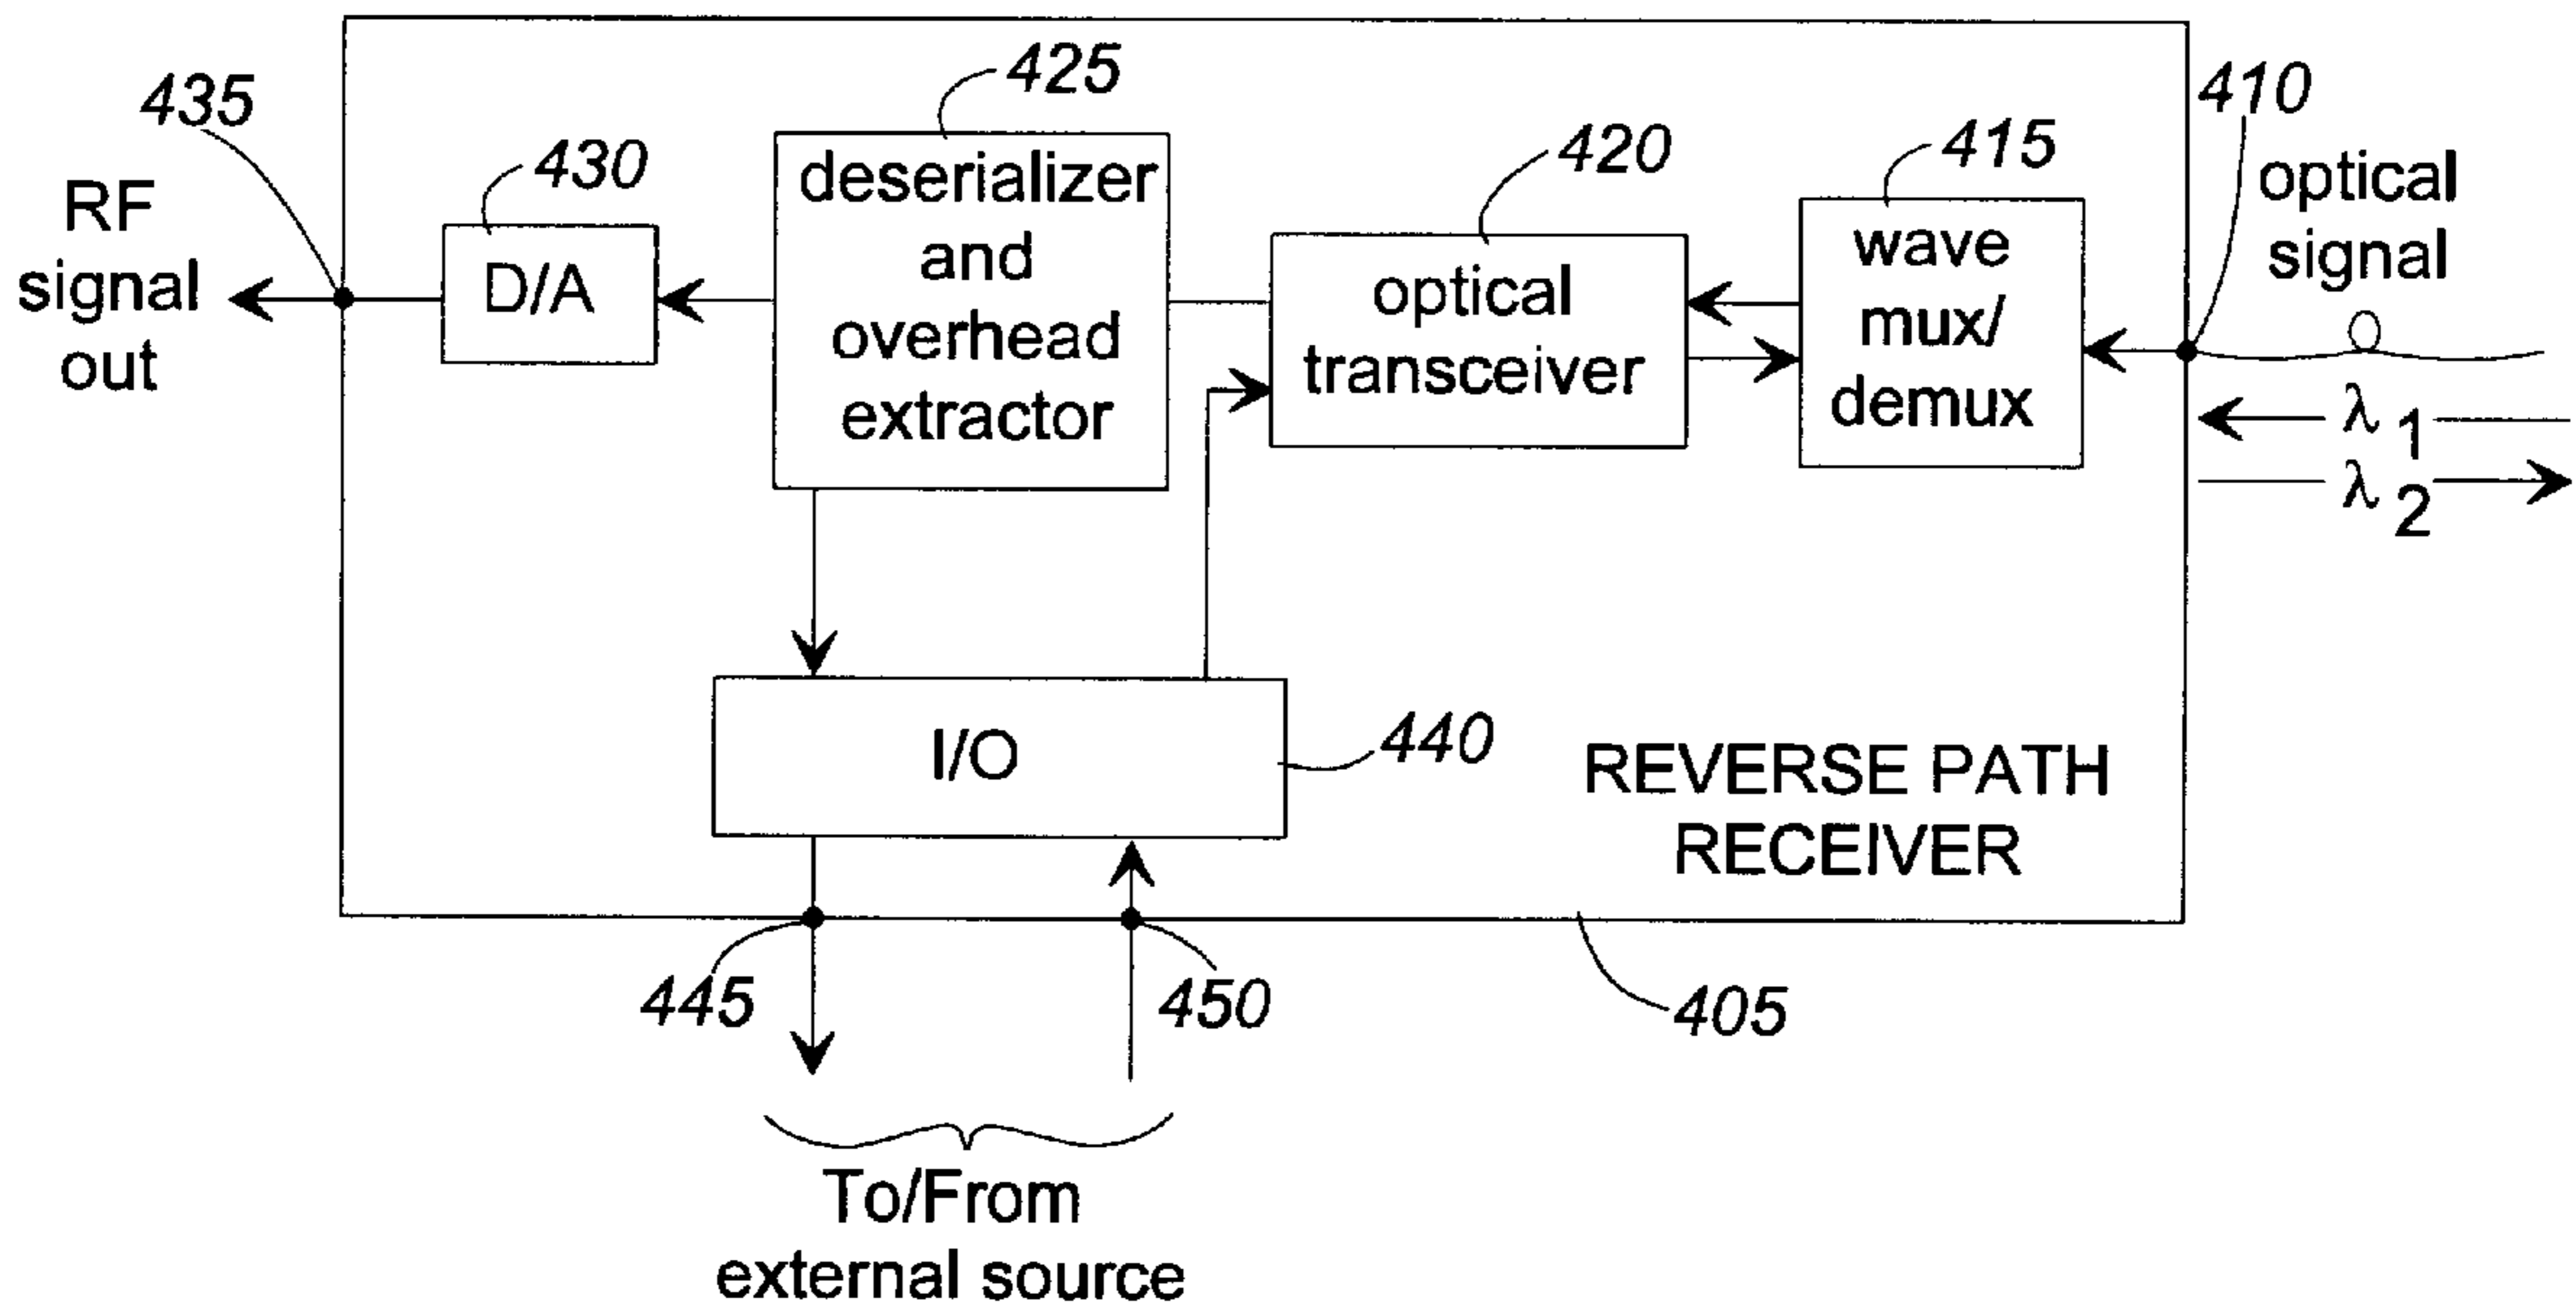 435
RF
signal
out
430
D/A
425
deserializer
and
overhead
extractor
420
optical
transceiver
415
wave
mux/
demux
410
optical
signal
λ 1
λ 2
I/O
440
REVERSE PATH
RECEIVER
445
450
405
To/From
external source